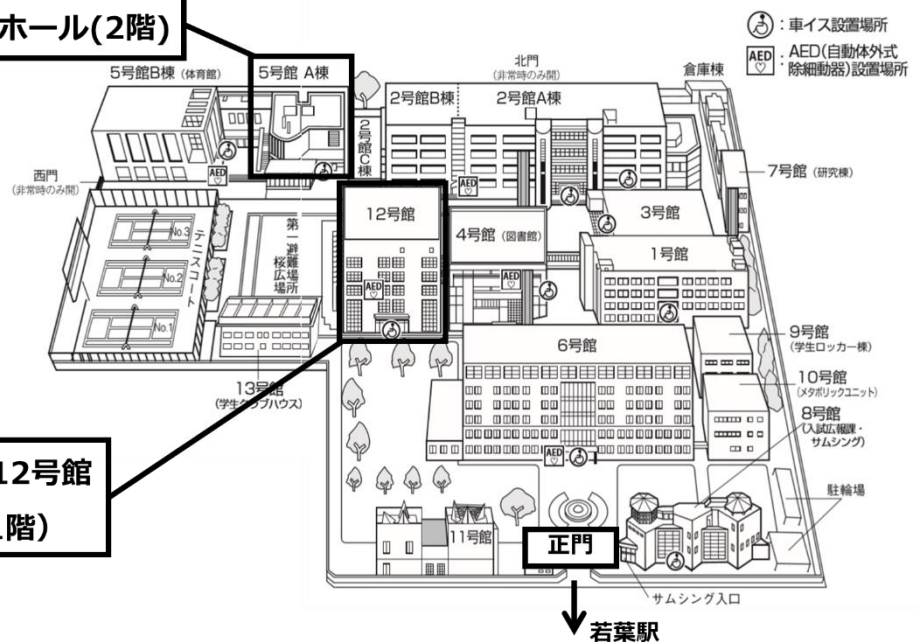 ホール(2階)
：車イス設置場所
AED
：AED(自動体外式
除細動器)設置場所
北門
(非常時のみ開)
倉庫棟
5号館B棟 (体育館)
5号館 A棟
2号館B棟
2号館A棟
2号館C棟
AED
AED
西門
(非常時のみ開)
7号館 (研究棟)
12号館
4号館 (図書館)
3号館
1号館
テニスコート
No.3
No.2
No.1
第一避難場所
桜広場
AED
AED
6号館
9号館
(学生ロッカー棟)
10号館
(メタボリックユニット)
8号館
(入試広報課・
サムシング)
13号館
(学生クラブハウス)
AED
駐輪場
12号館
階）
11号館
正門
サムシング入口
若葉駅